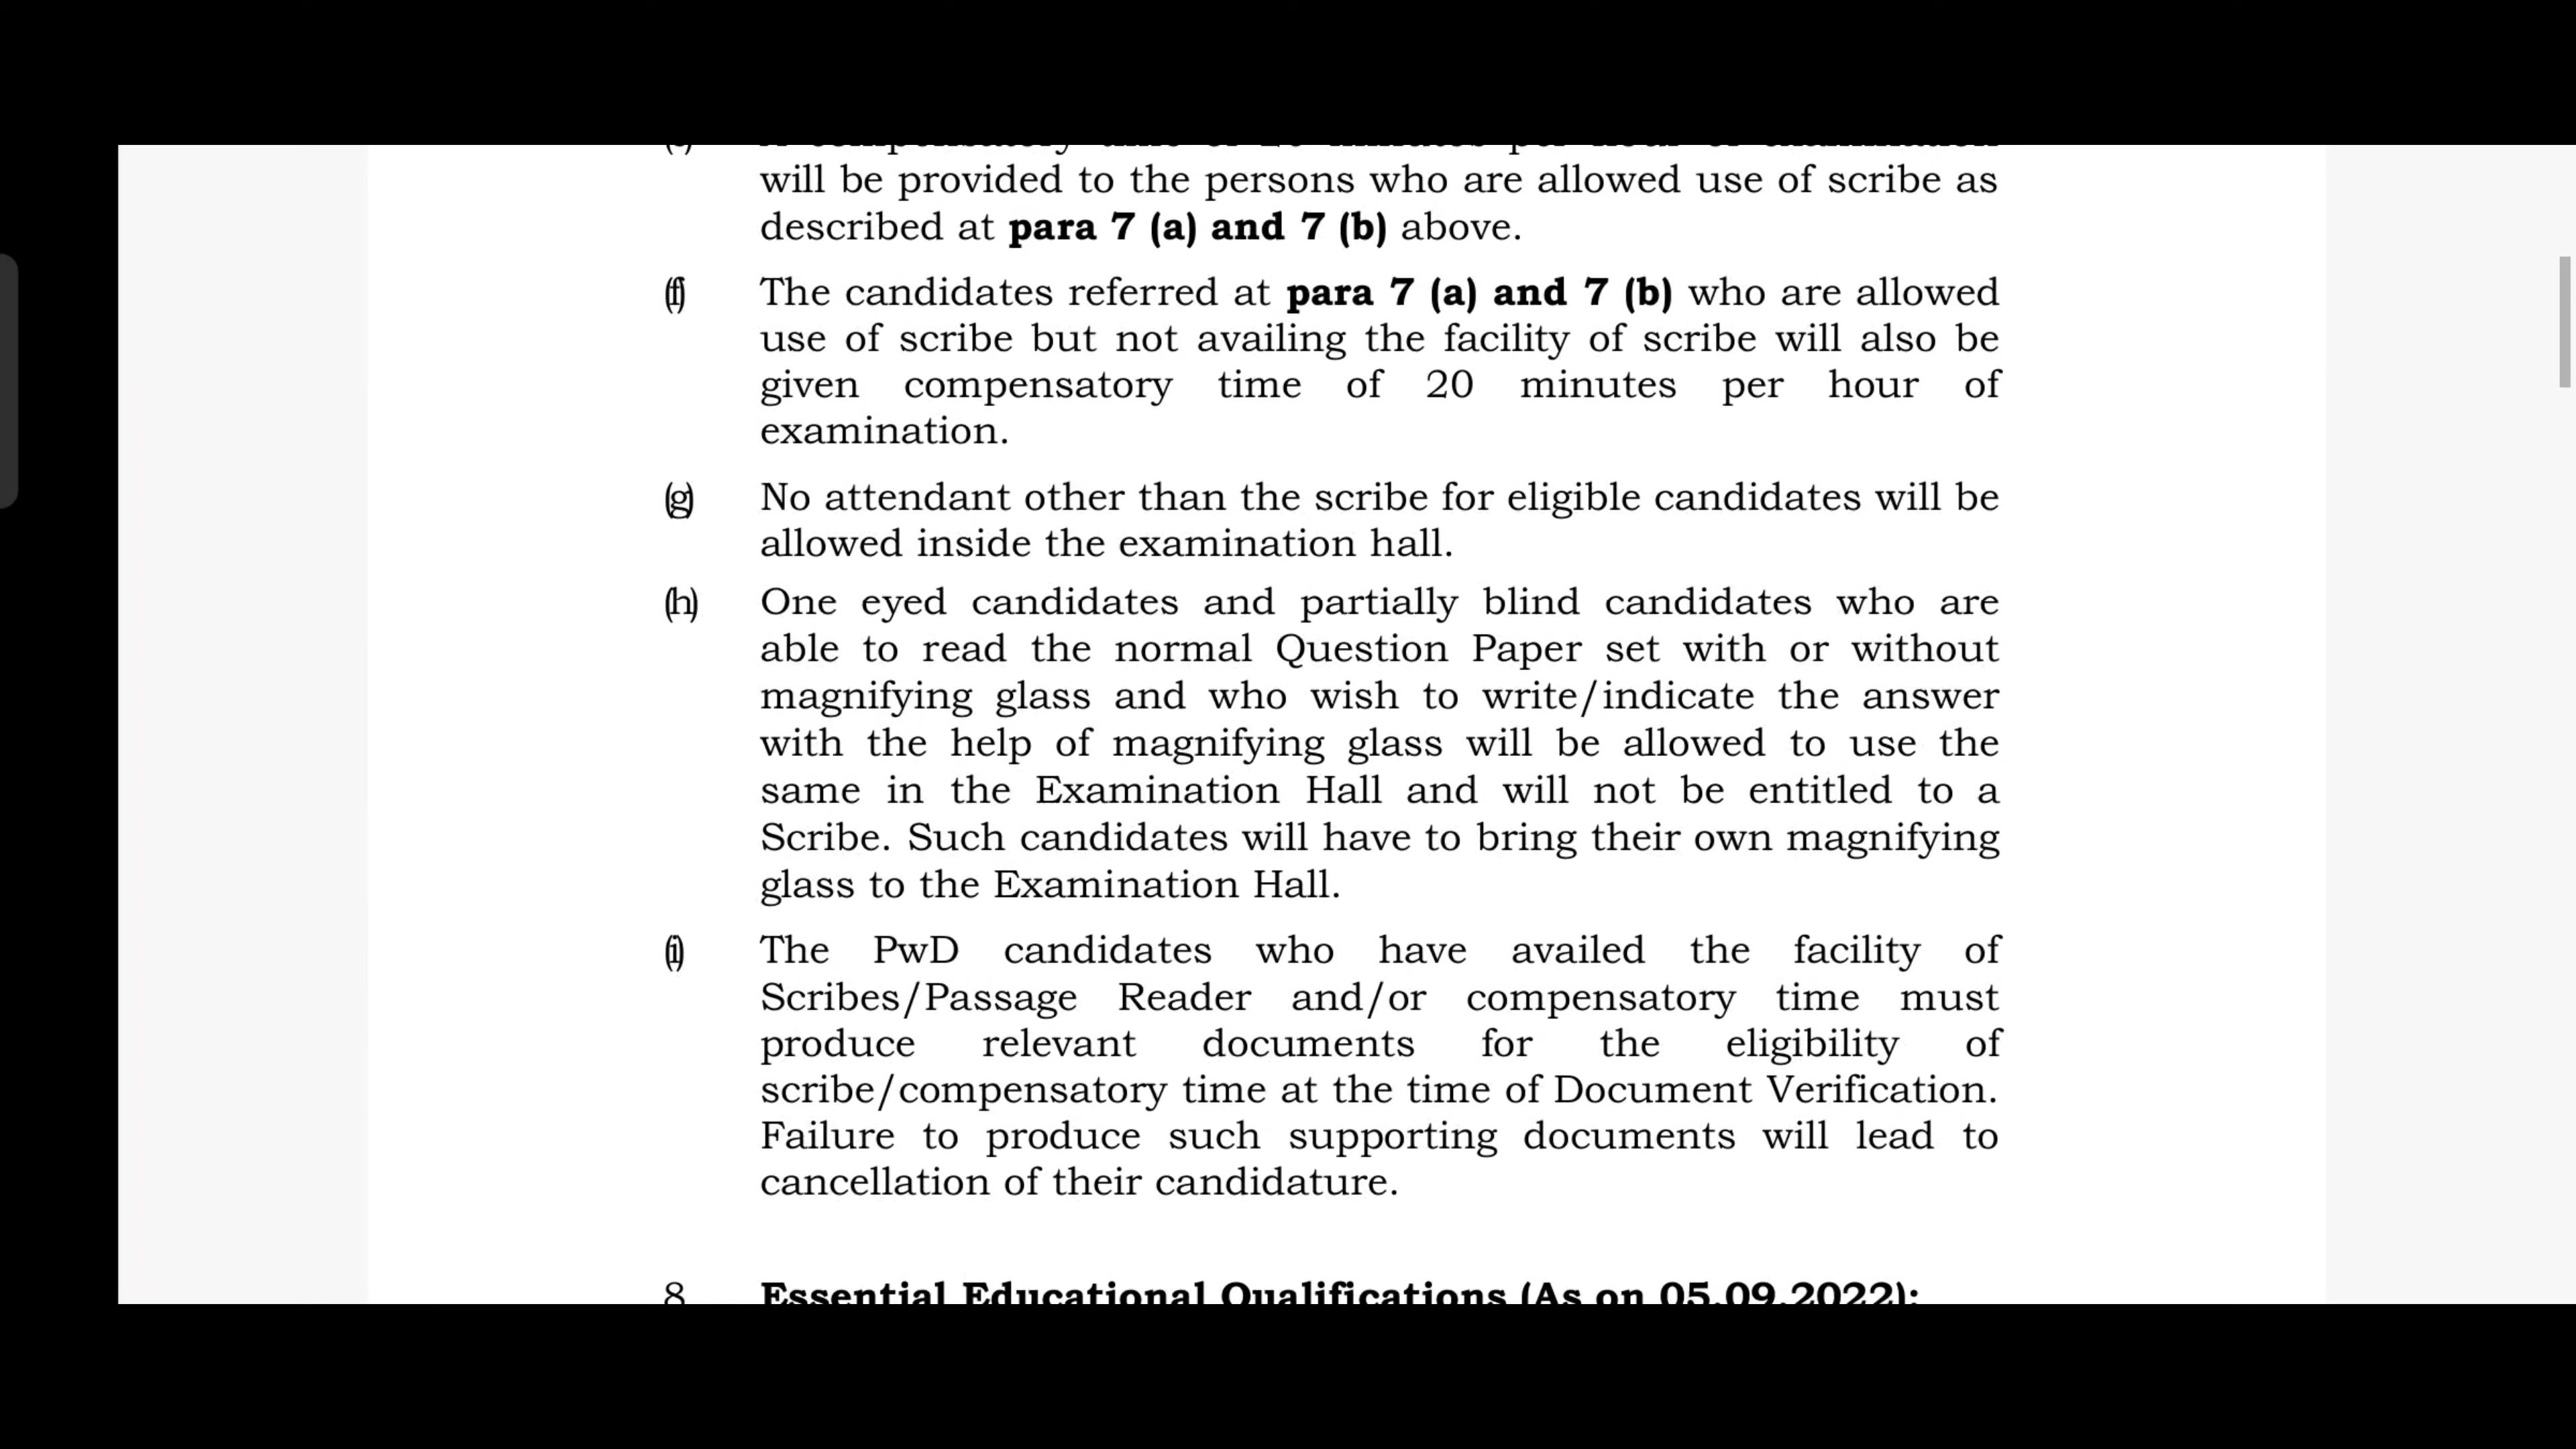 (e) A compensatory time of 20 minutes per hour of examination
will be provided to the persons who are allowed use of scribe as
described at para 7 (a) and 7 (b) above.
(f) The candidates referred at para 7 (a) and 7 (b) who are allowed
use of scribe but not availing the facility of scribe will also be
given compensatory time of 20 minutes per hour of
examination.
(g) No attendant other than the scribe for eligible candidates will be
allowed inside the examination hall.
(h) One eyed candidates and partially blind candidates who are
able to read the normal Question Paper set with or without
magnifying glass and who wish to write/indicate the answer
with the help of magnifying glass will be allowed to use the
same in the Examination Hall and will not be entitled to a
Scribe. Such candidates will have to bring their own magnifying
glass to the Examination Hall.
(i) The PwD candidates who have availed the facility of
Scribes/Passage Reader and/or compensatory time must
produce relevant documents for the eligibility of
scribe/compensatory time at the time of Document Verification.
Failure to produce such supporting documents will lead to
cancellation of their candidature.
8 Essential Educational Qualifications (As on 05.09.2022):